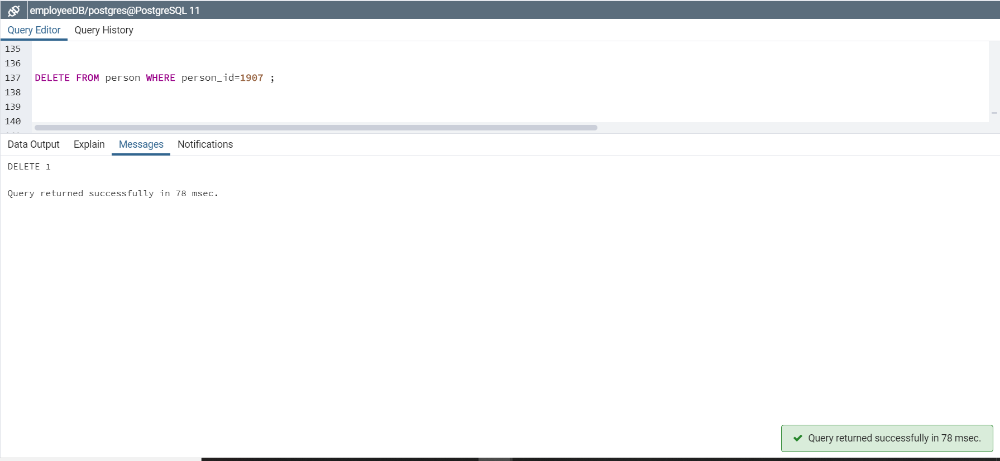 employeeDB/postgres@PostgreSQL 11
Query Editor Query History
135
136
137 DELETE FROM person WHERE person_id=1907 ;
138
139
140
Data Output Explain Messages Notifications
DELETE 1
Query returned successfully in 78 msec.
Query returned successfully in 78 msec.